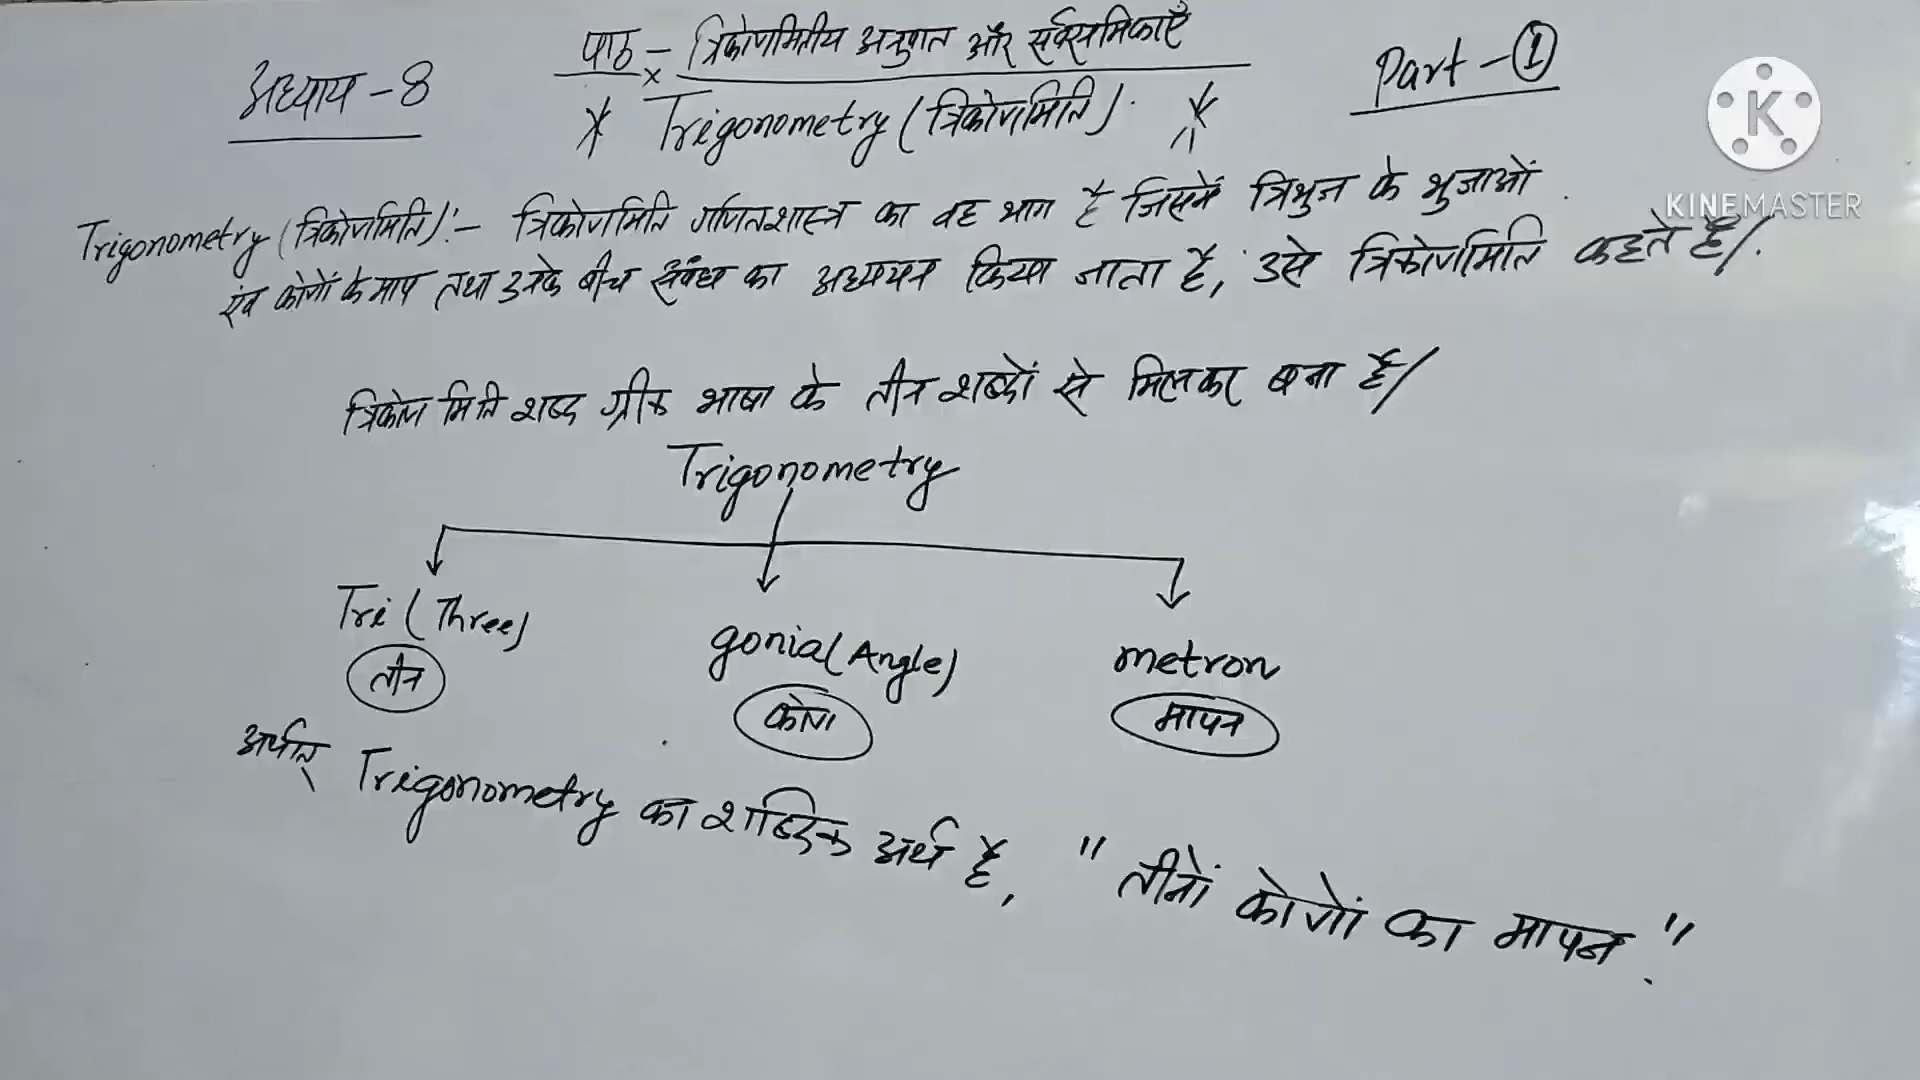 अध्याय - 8
पाठ - त्रिकोणमितीय अनुपात और सर्वसमिकाएँ
Part - ①
* Trigonometry (त्रिकोणमिति). *
K
KINEMASTER
Trigonometry (त्रिकोणमिति):- त्रिकोणमिति गणितशास्त्र का वह भाग है जिसमें त्रिभुज के भुजाओं
एंव कोणों के माप तथा उनके बीच संबंध का अध्ययन किया जाता है, उसे त्रिकोणमिति कहते हैं/.
त्रिकोणमिति शब्द ग्रीक भाषा के तीन शब्दों से मिलकर बना है/
Trigonometry
Tri (Three) gonia (Angle) metron
तीन कोण मापन
अर्थात् Trigonometry का शाब्दिक अर्थ है, "तीनों कोणों का मापन."